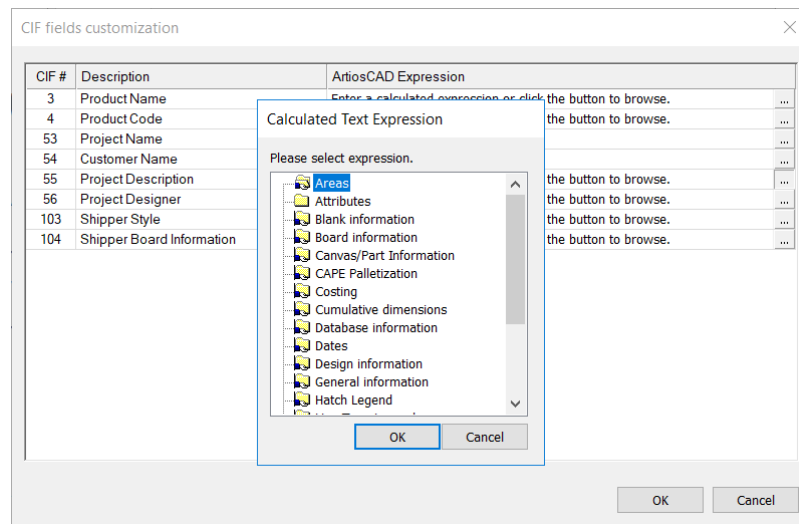 CIF fields customization
CIF # Description ArtiosCAD Expression
3 Product Name Enter a calculated expression or click the button to browse. ...
4 Product Code the button to browse. ...
53 Project Name ...
54 Customer Name ...
55 Project Description the button to browse. ...
56 Project Designer the button to browse. ...
103 Shipper Style the button to browse. ...
104 Shipper Board Information the button to browse. ...
Calculated Text Expression
Please select expression.
Areas
Attributes
Blank information
Board information
Canvas/Part Information
CAPE Palletization
Costing
Cumulative dimensions
Database information
Dates
Design information
General information
Hatch Legend
OK Cancel
OK Cancel